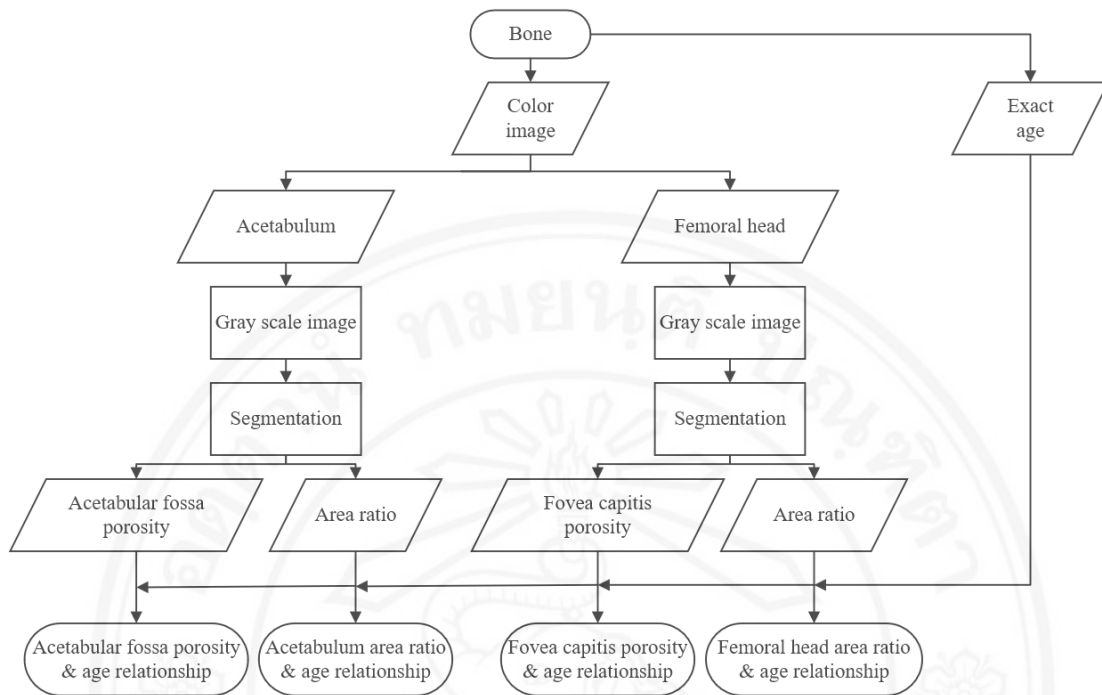 Bone
Color
image
Exact
age
Acetabulum
Femoral head
Gray scale image
Gray scale image
Segmentation
Segmentation
Acetabular fossa
porosity
Area ratio
Fovea capitis
porosity
Area ratio
Acetabular fossa porosity
& age relationship
Acetabulum area ratio
& age relationship
Fovea capitis porosity
& age relationship
Femoral head area ratio
& age relationship